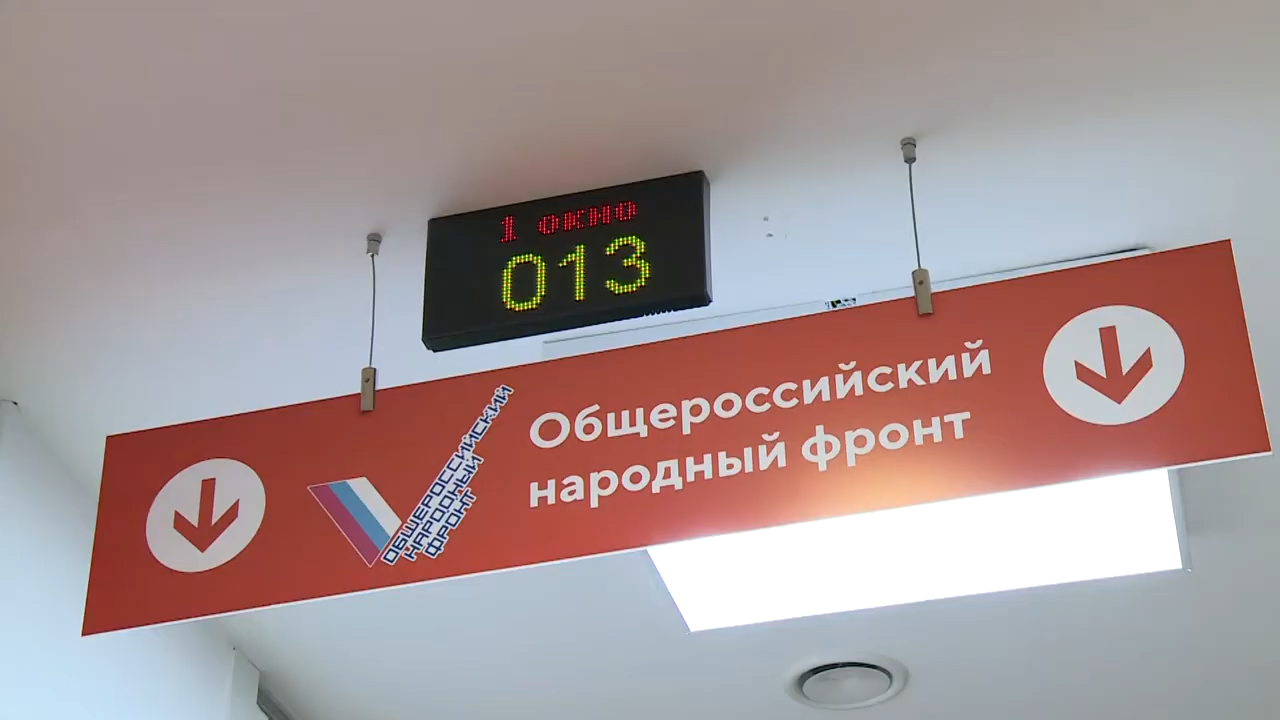 1 окно
013
ОБЩЕРОССИЙСКИЙ
НАРОДНЫЙ
ФРОНТ
Общероссийский
народный фронт